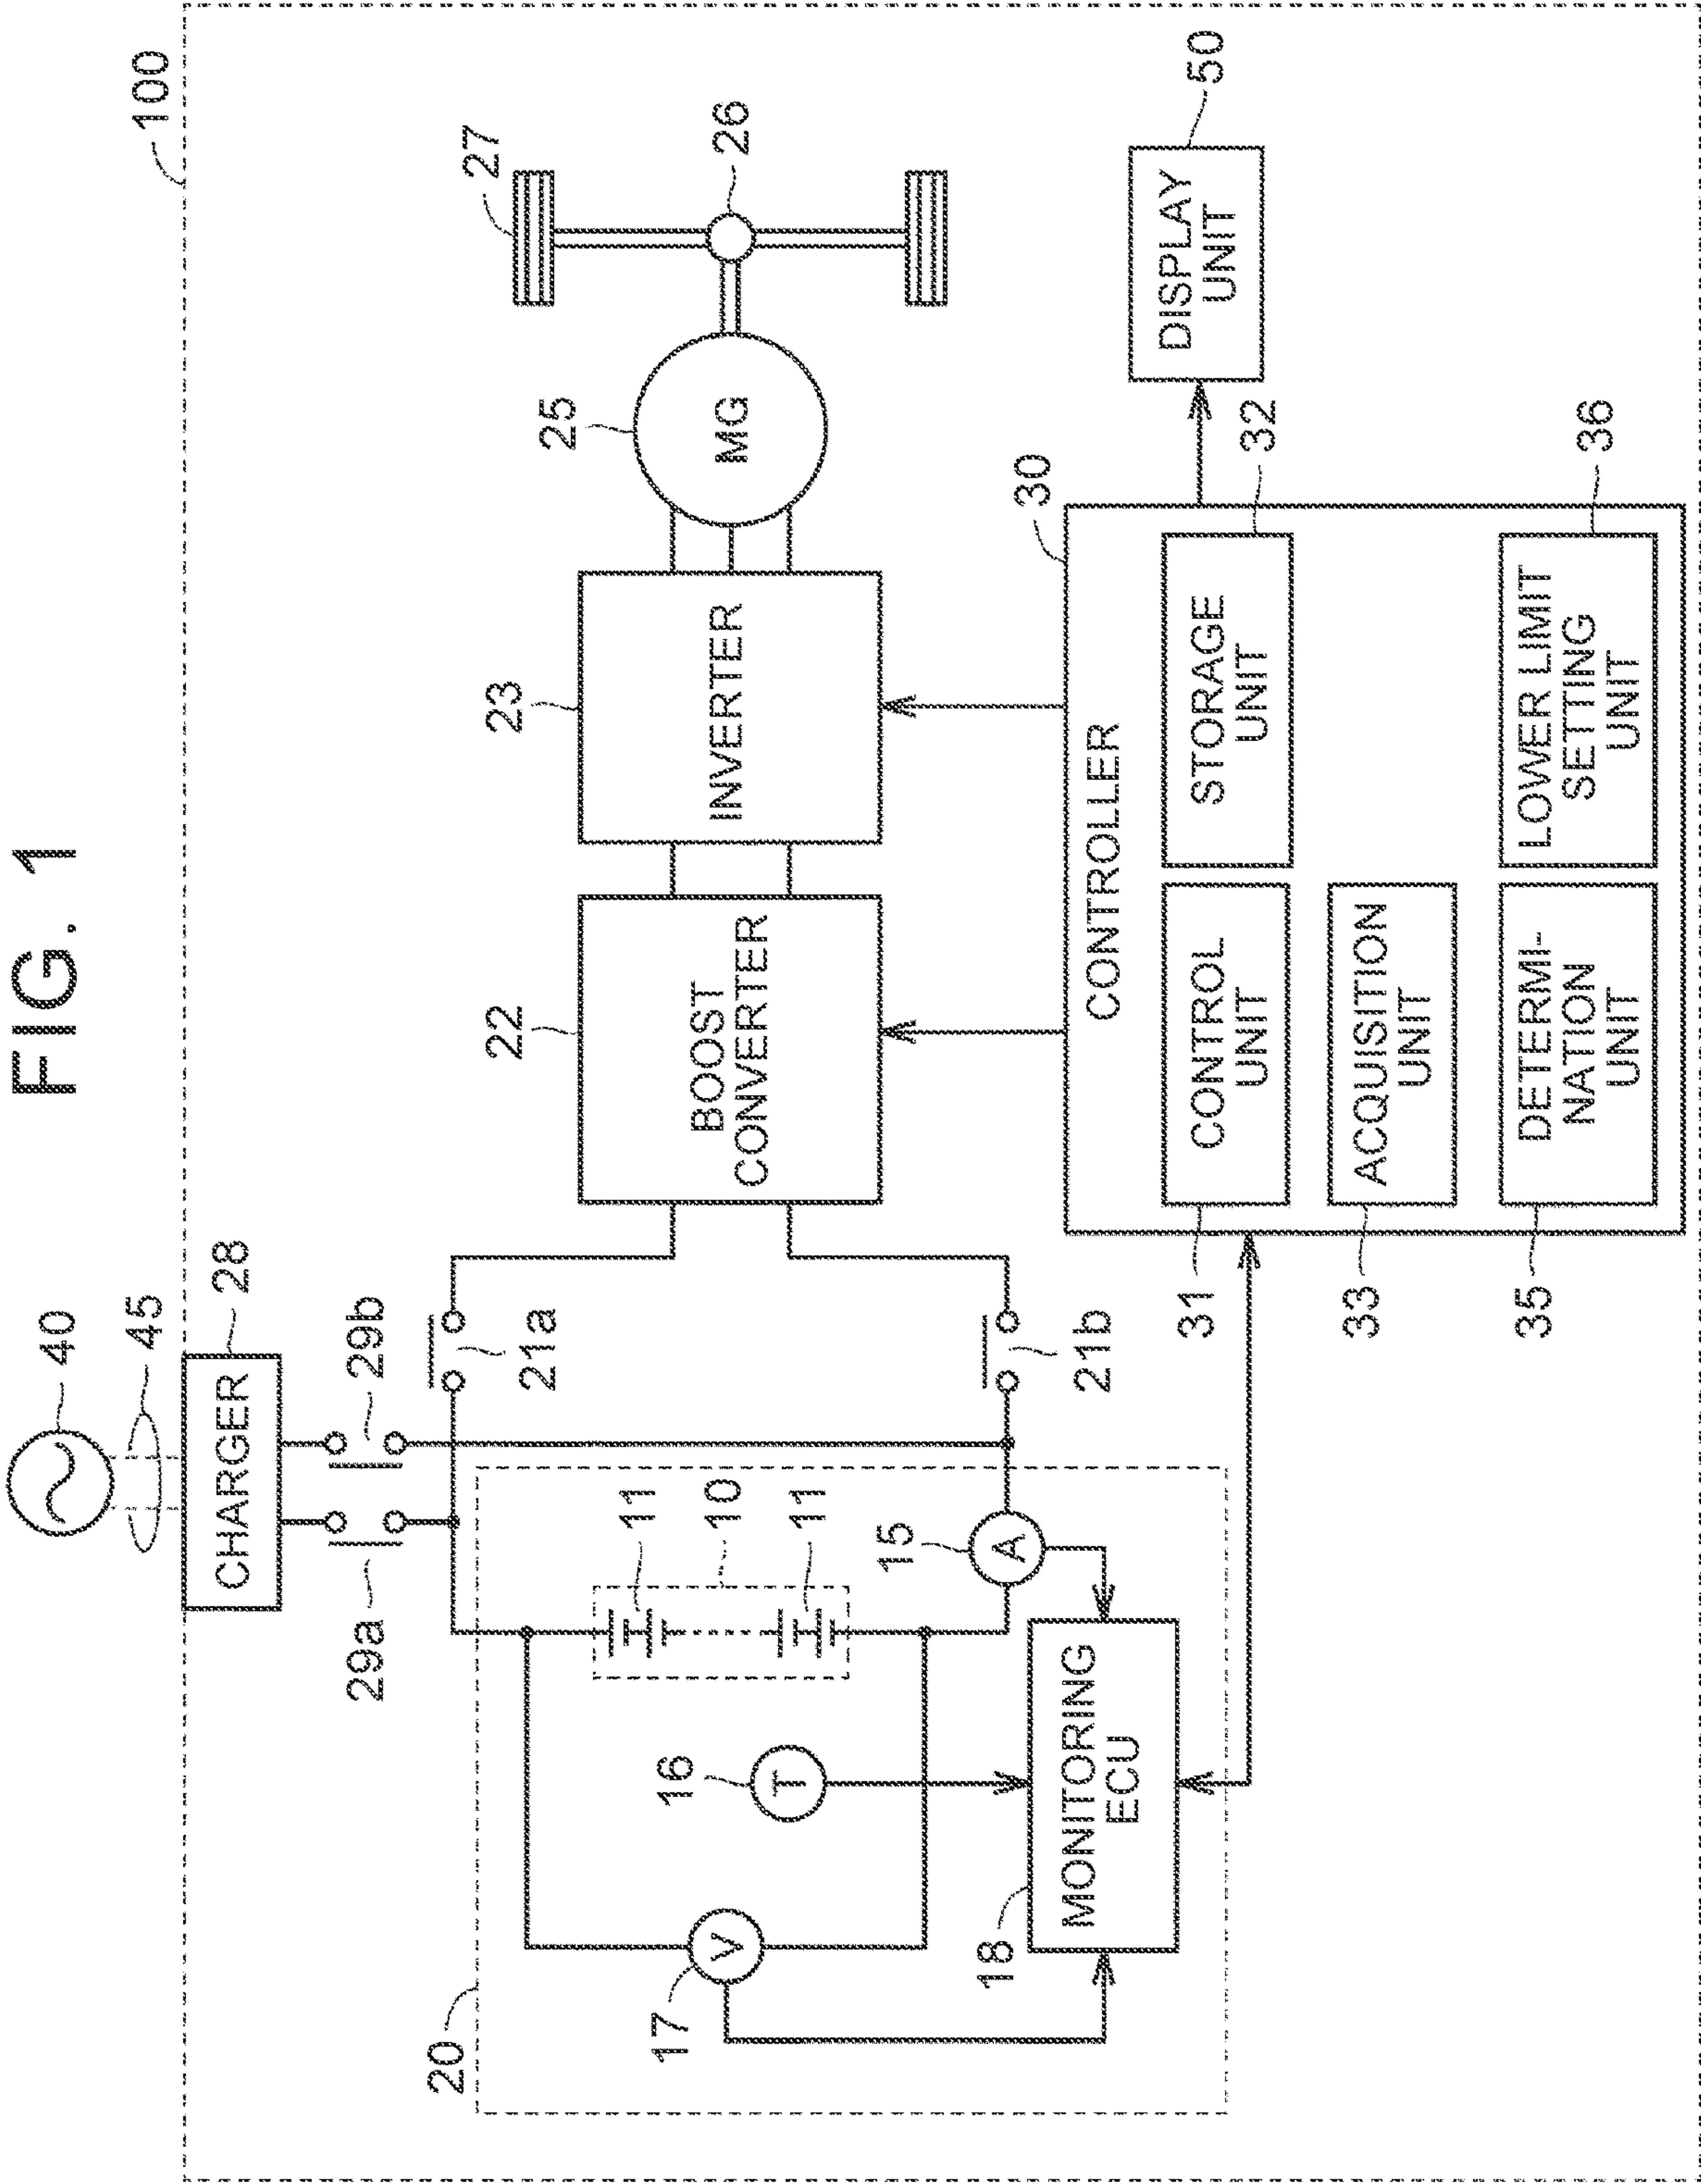 FIG. 1
100
40
45
CHARGER
28
29a
29b
21a
21b
20
11
10
11
15
A
16
T
17
V
18
MONITORING
ECU
22
BOOST
CONVERTER
23
INVERTER
25
MG
26
27
30
CONTROLLER
31
CONTROL
UNIT
32
STORAGE
UNIT
33
ACQUISITION
UNIT
35
DETERMI-
NATION
UNIT
36
LOWER LIMIT
SETTING
UNIT
50
DISPLAY
UNIT